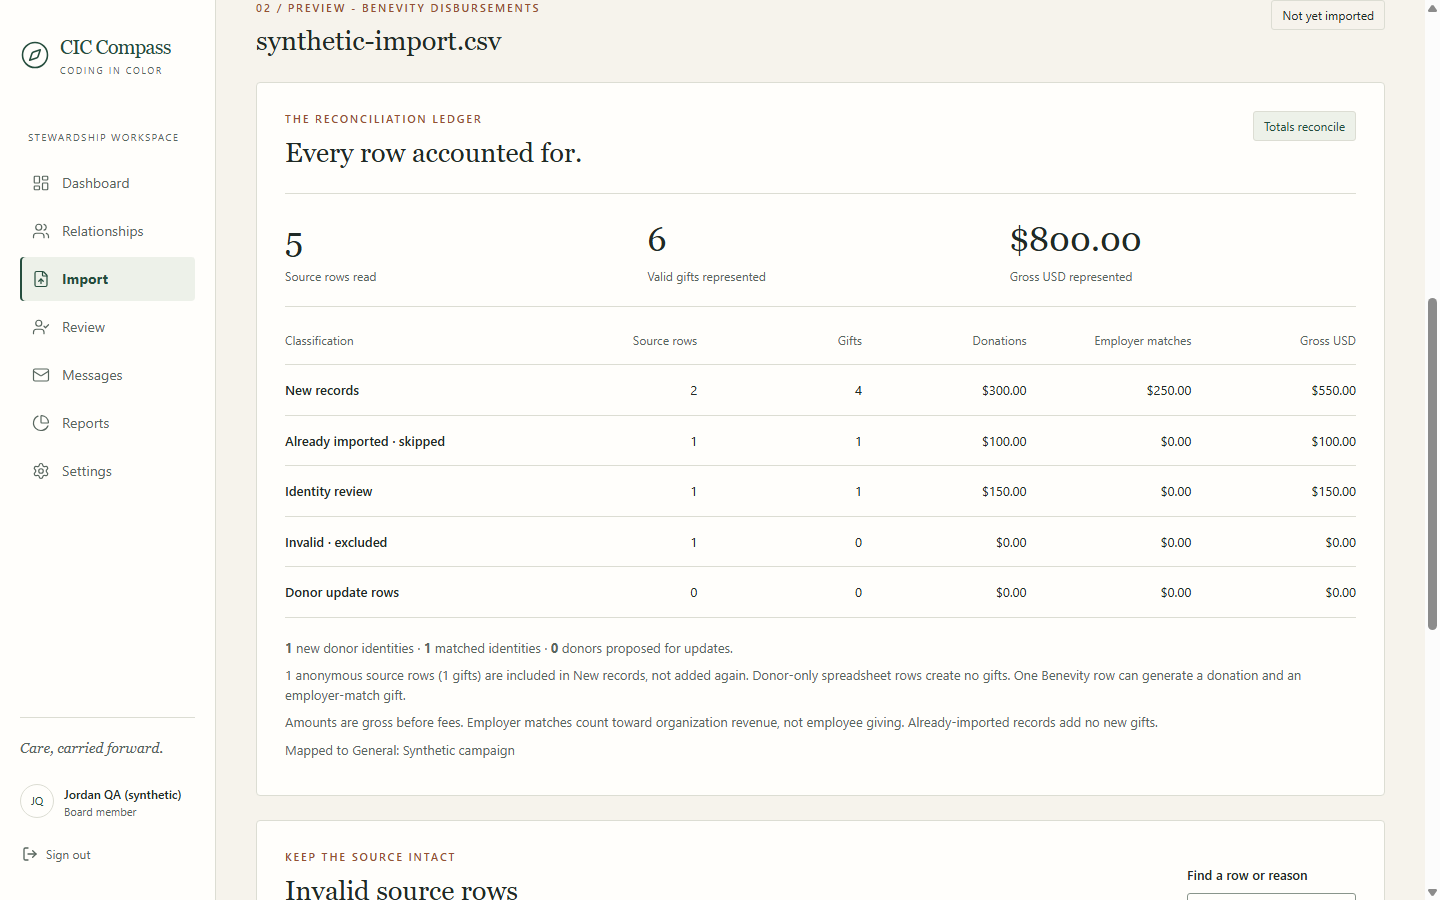 CIC Compass
CODING IN COLOR
STEWARDSHIP WORKSPACE
Dashboard
Relationships
Import
Review
Messages
Reports
Settings
Care, carried forward.
JQ
Jordan QA (synthetic)
Board member
Sign out
02 / PREVIEW - BENEVITY DISBURSEMENTS
synthetic-import.csv
Not yet imported
THE RECONCILIATION LEDGER
Every row accounted for.
Totals reconcile
5
Source rows read
6
Valid gifts represented
$800.00
Gross USD represented
Classification Source rows Gifts Donations Employer matches Gross USD
New records 2 4 $300.00 $250.00 $550.00
Already imported · skipped 1 1 $100.00 $0.00 $100.00
Identity review 1 1 $150.00 $0.00 $150.00
Invalid · excluded 1 0 $0.00 $0.00 $0.00
Donor update rows 0 0 $0.00 $0.00 $0.00
1 new donor identities · 1 matched identities · 0 donors proposed for updates.
1 anonymous source rows (1 gifts) are included in New records, not added again. Donor-only spreadsheet rows create no gifts. One Benevity row can generate a donation and an
employer-match gift.
Amounts are gross before fees. Employer matches count toward organization revenue, not employee giving. Already-imported records add no new gifts.
Mapped to General: Synthetic campaign
KEEP THE SOURCE INTACT
Invalid source rows
Find a row or reason